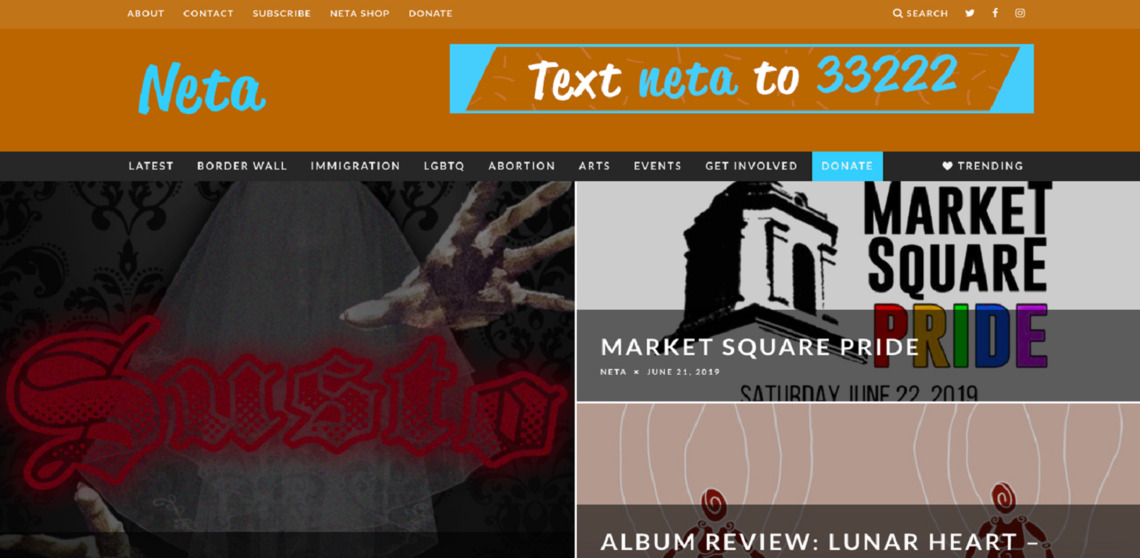 ABOUT CONTACT SUBSCRIBE NETA SHOP DONATE SEARCH
Neta
Text neta to 33222
LATEST BORDER WALL IMMIGRATION LGBTQ ABORTION ARTS EVENTS GET INVOLVED DONATE TRENDING
Susto
MARKET
SQUARE
PRIDE
MARKET SQUARE PRIDE
NETA × JUNE 21, 2019
SATURDAY JUNE 22, 2019
ALBUM REVIEW: LUNAR HEART –